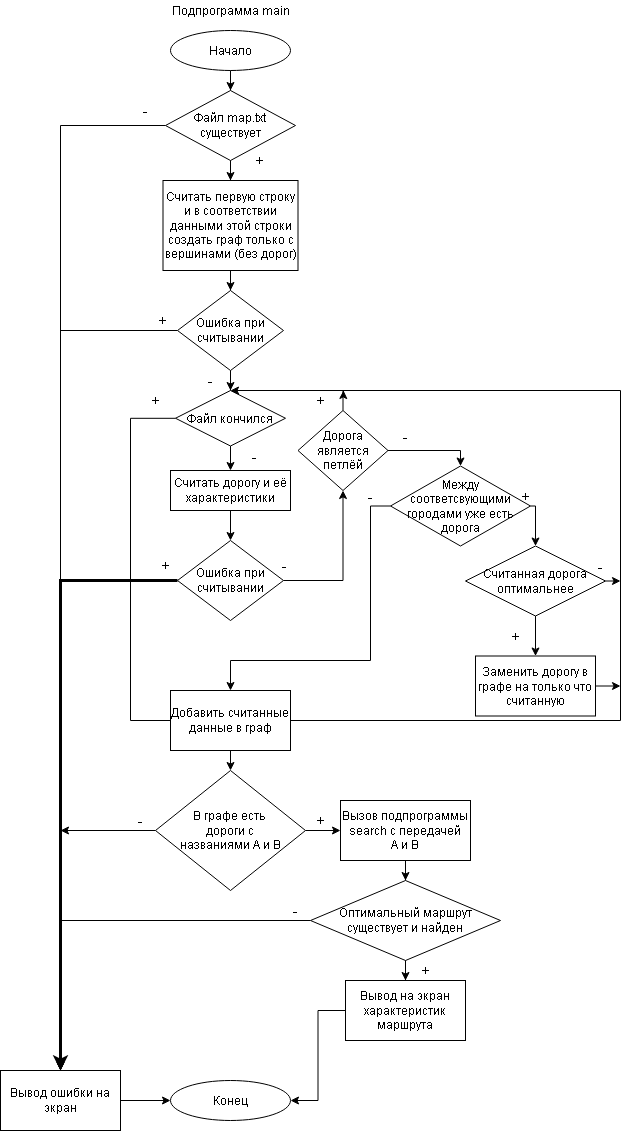 Подпрограмма main
Начало
-
Файл map.txt
существует
+
Считать первую строку
и в соответствии
данными этой строки
создать граф только с
вершинами (без дорог)
+
Ошибка при
считывании
-
+
Файл кончился
-
Считать дорогу и её
характеристики
+
Ошибка при
считывании
-
+
Дорога
является
петлёй
-
-
Между
соответсвующими
городами уже есть
дорога
+
Считанная дорога
оптимальнее
-
+
Заменить дорогу в
графе на только что
считанную
Добавить считанные
данные в граф
-
В графе есть
дороги с
названиями А и В
+
Вызов подпрограммы
search с передачей
А и В
-
Оптимальный маршрут
существует и найден
+
Вывод на экран
характеристик
маршрута
Вывод ошибки на
экран
Конец